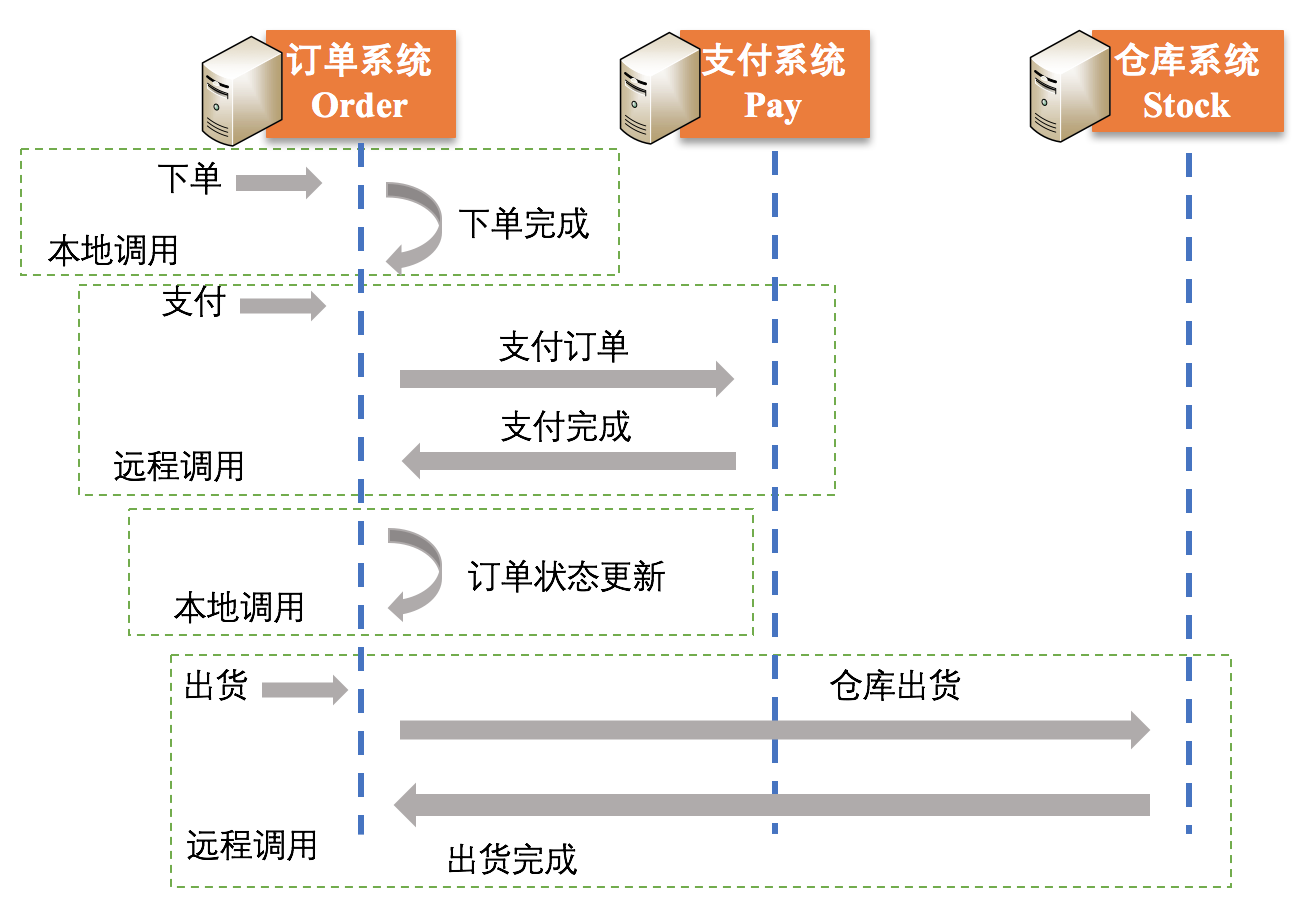 订单系统
Order
支付系统
Pay
仓库系统
Stock
下单
下单完成
本地调用
支付
支付订单
支付完成
远程调用
订单状态更新
本地调用
出货
仓库出货
远程调用
出货完成